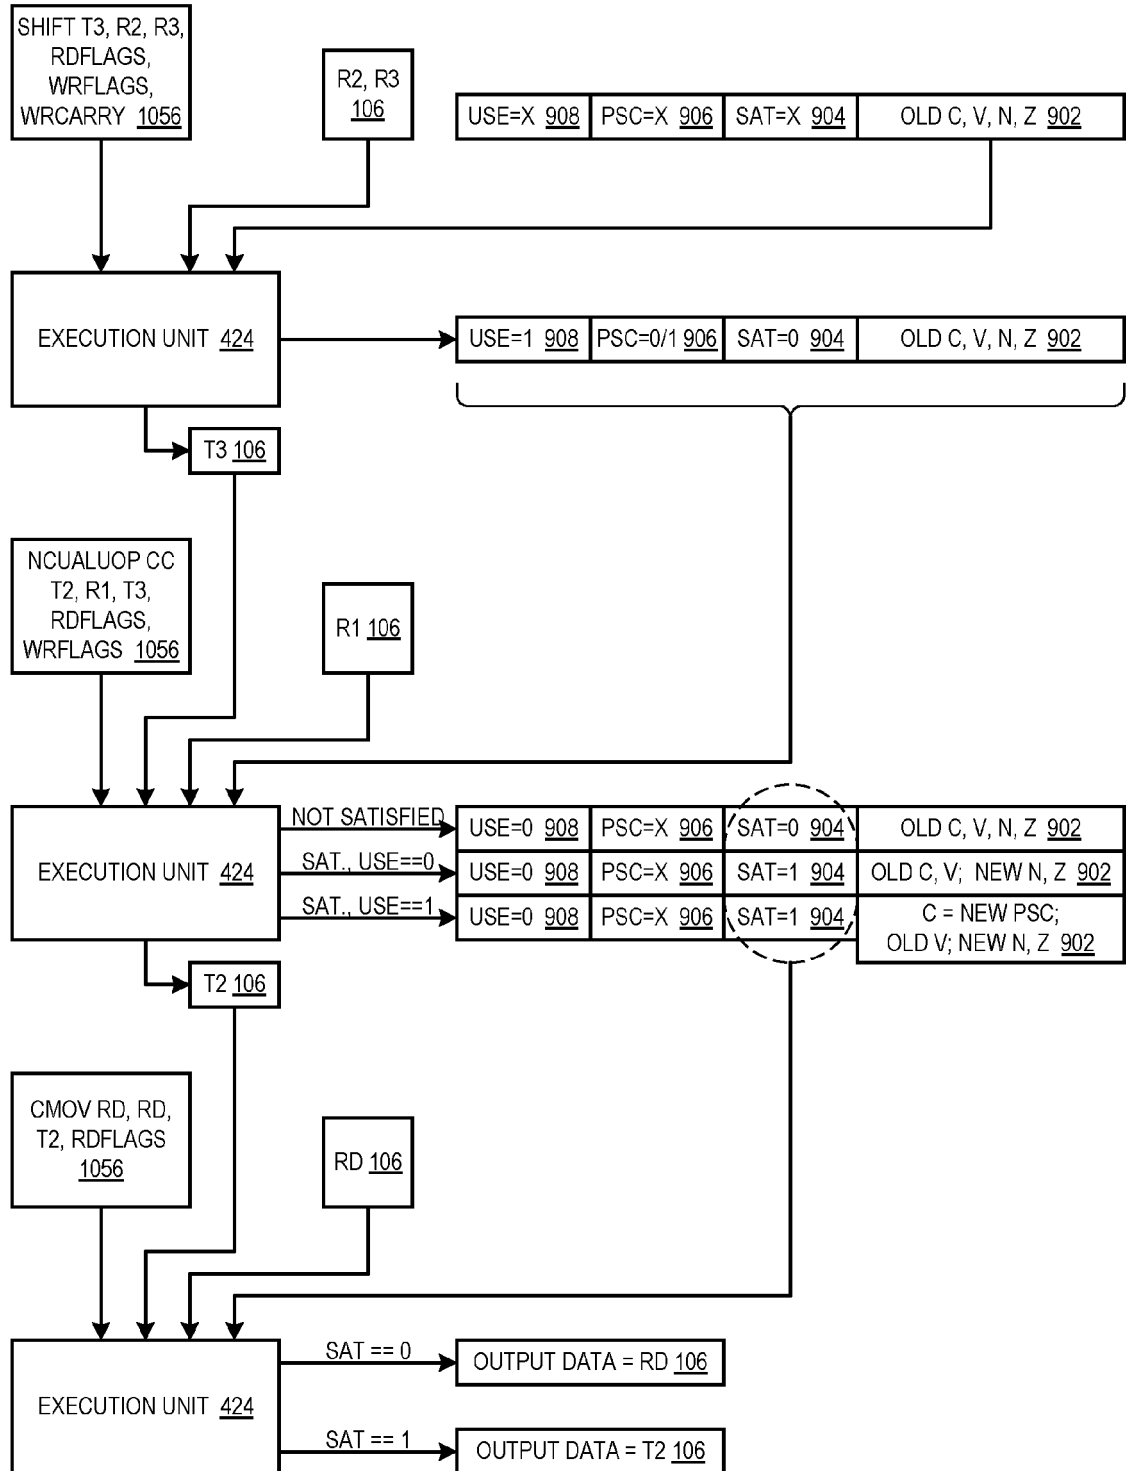 SHIFT T3, R2, R3,
RDFLAGS,
WRFLAGS,
WRCARRY 1056
R2, R3
106
USE=X 908 PSC=X 906 SAT=X 904 OLD C, V, N, Z 902
EXECUTION UNIT 424
USE=1 908 PSC=0/1 906 SAT=0 904 OLD C, V, N, Z 902
T3 106
NCUALUOP CC
T2, R1, T3,
RDFLAGS,
WRFLAGS 1056
R1 106
EXECUTION UNIT 424
NOT SATISFIED
USE=0 908 PSC=X 906 SAT=0 904 OLD C, V, N, Z 902
SAT., USE==0
USE=0 908 PSC=X 906 SAT=1 904 OLD C, V; NEW N, Z 902
SAT., USE==1
USE=0 908 PSC=X 906 SAT=1 904 C = NEW PSC;
OLD V; NEW N, Z 902
T2 106
CMOV RD, RD,
T2, RDFLAGS
1056
RD 106
EXECUTION UNIT 424
SAT == 0
OUTPUT DATA = RD 106
SAT == 1
OUTPUT DATA = T2 106